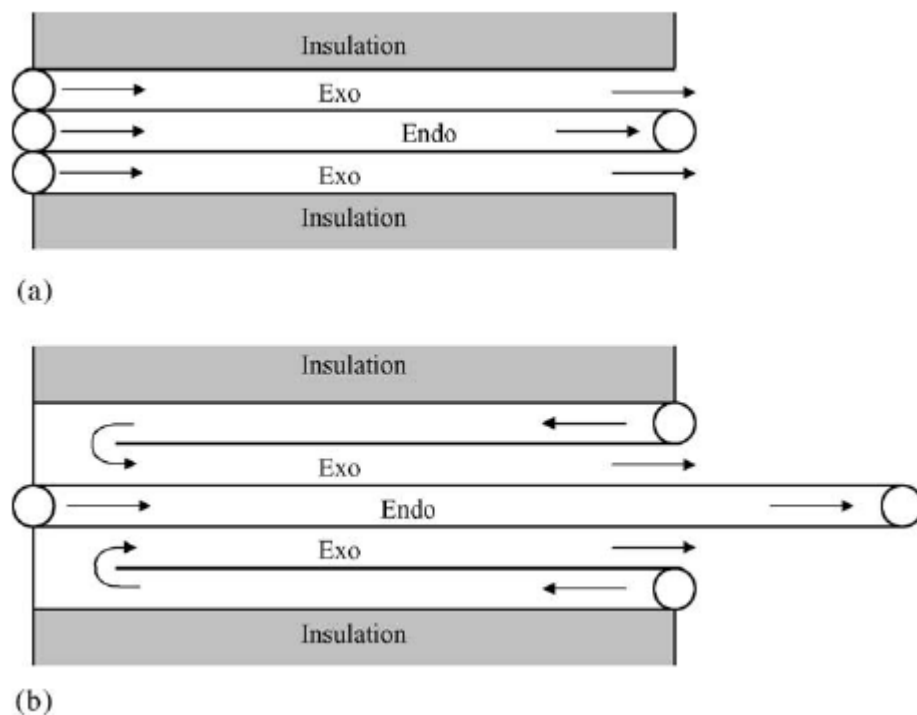 Insulation
Exo
Endo
Exo
Insulation
(a)
Insulation
Exo
Endo
Exo
Insulation
(b)